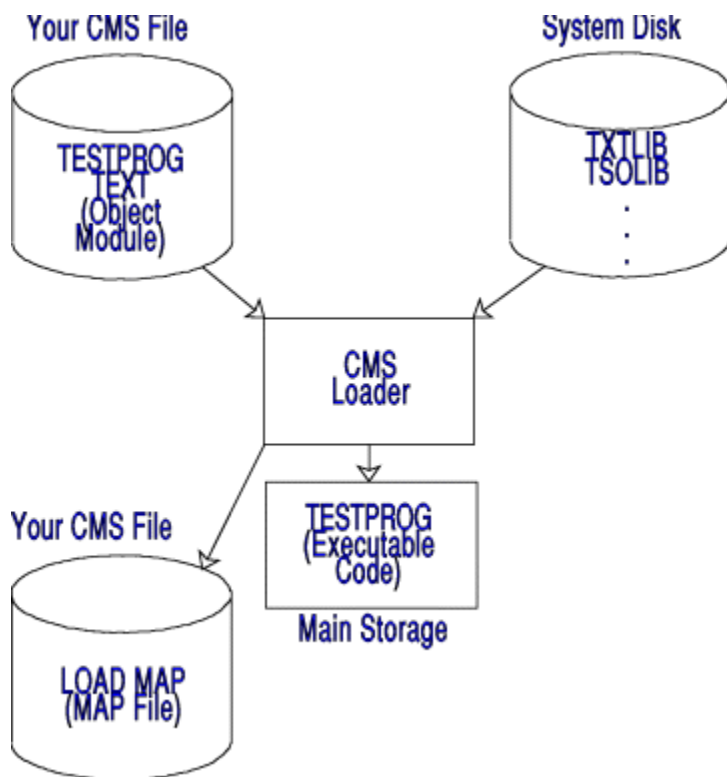 Your CMS File
System Disk
TESTPROG
TEXT
(Object
Module)
TXTLIB
TSOLIB
.
.
.
CMS
Loader
TESTPROG
(Executable
Code)
Main Storage
Your CMS File
LOAD MAP
(MAP File)